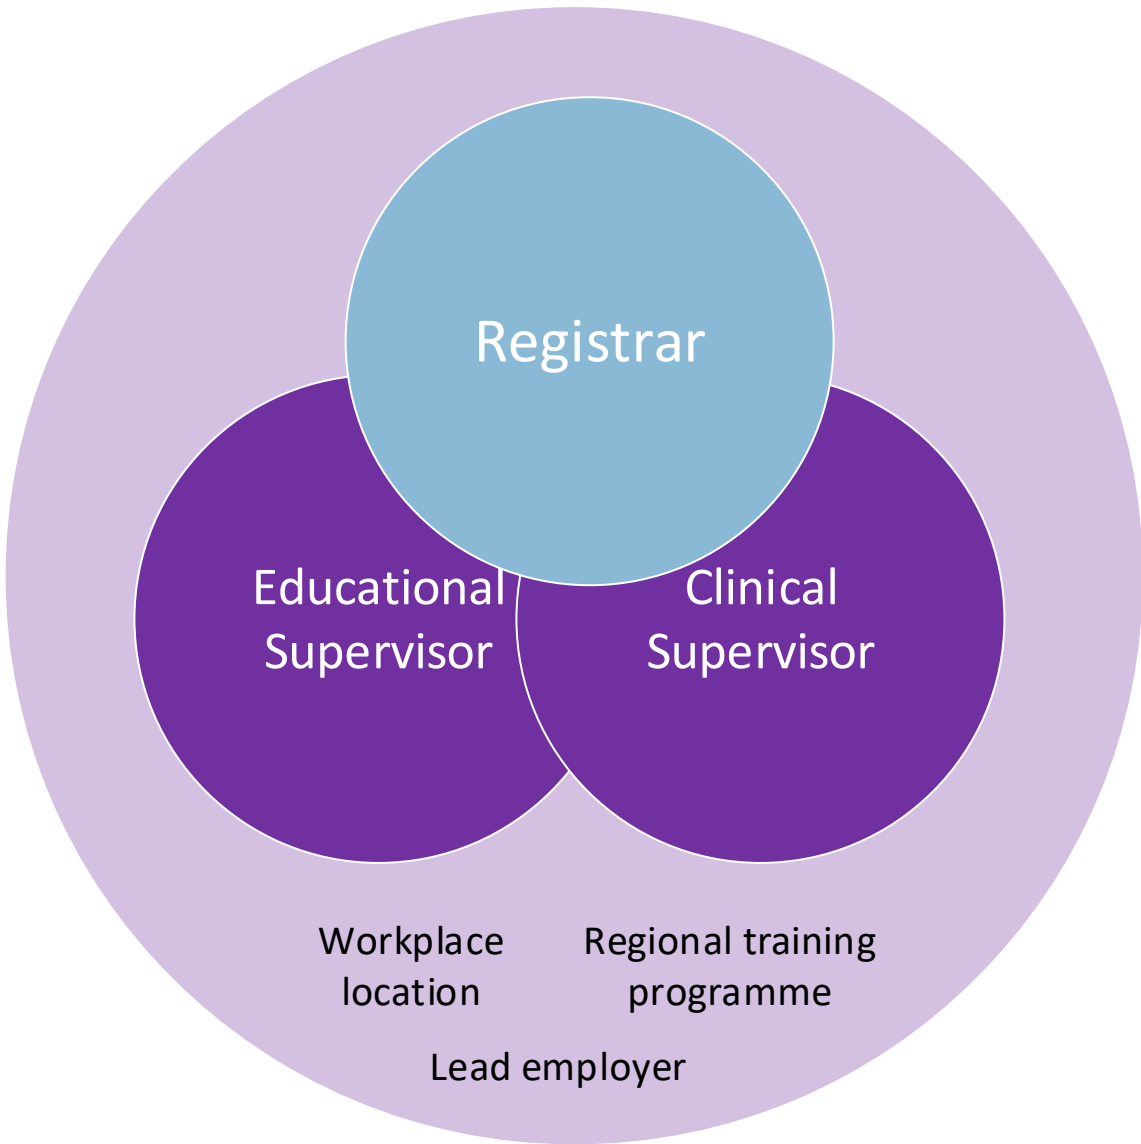 Registrar
Educational
Supervisor
Clinical
Supervisor
Workplace
location
Regional training
programme
Lead employer